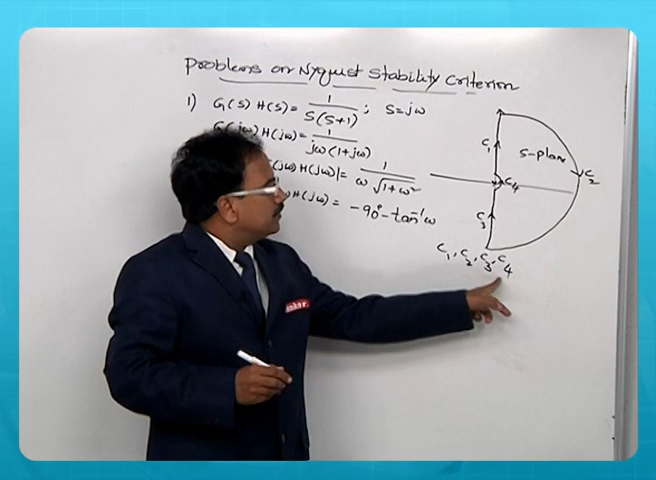 Problems on Nyquist Stability Criterion
1) G(s) H(s) = 1/S(S+1) ; S=jω
G(jω) H(jω) = 1/jω(1+jω)
(jω) H(jω)| = 1/ω√1+ω²
H(jω) = -90° - tan⁻¹ω
C₁
S-plan
C₂
C₄
C₃
C₁, C₂, C₃, C₄